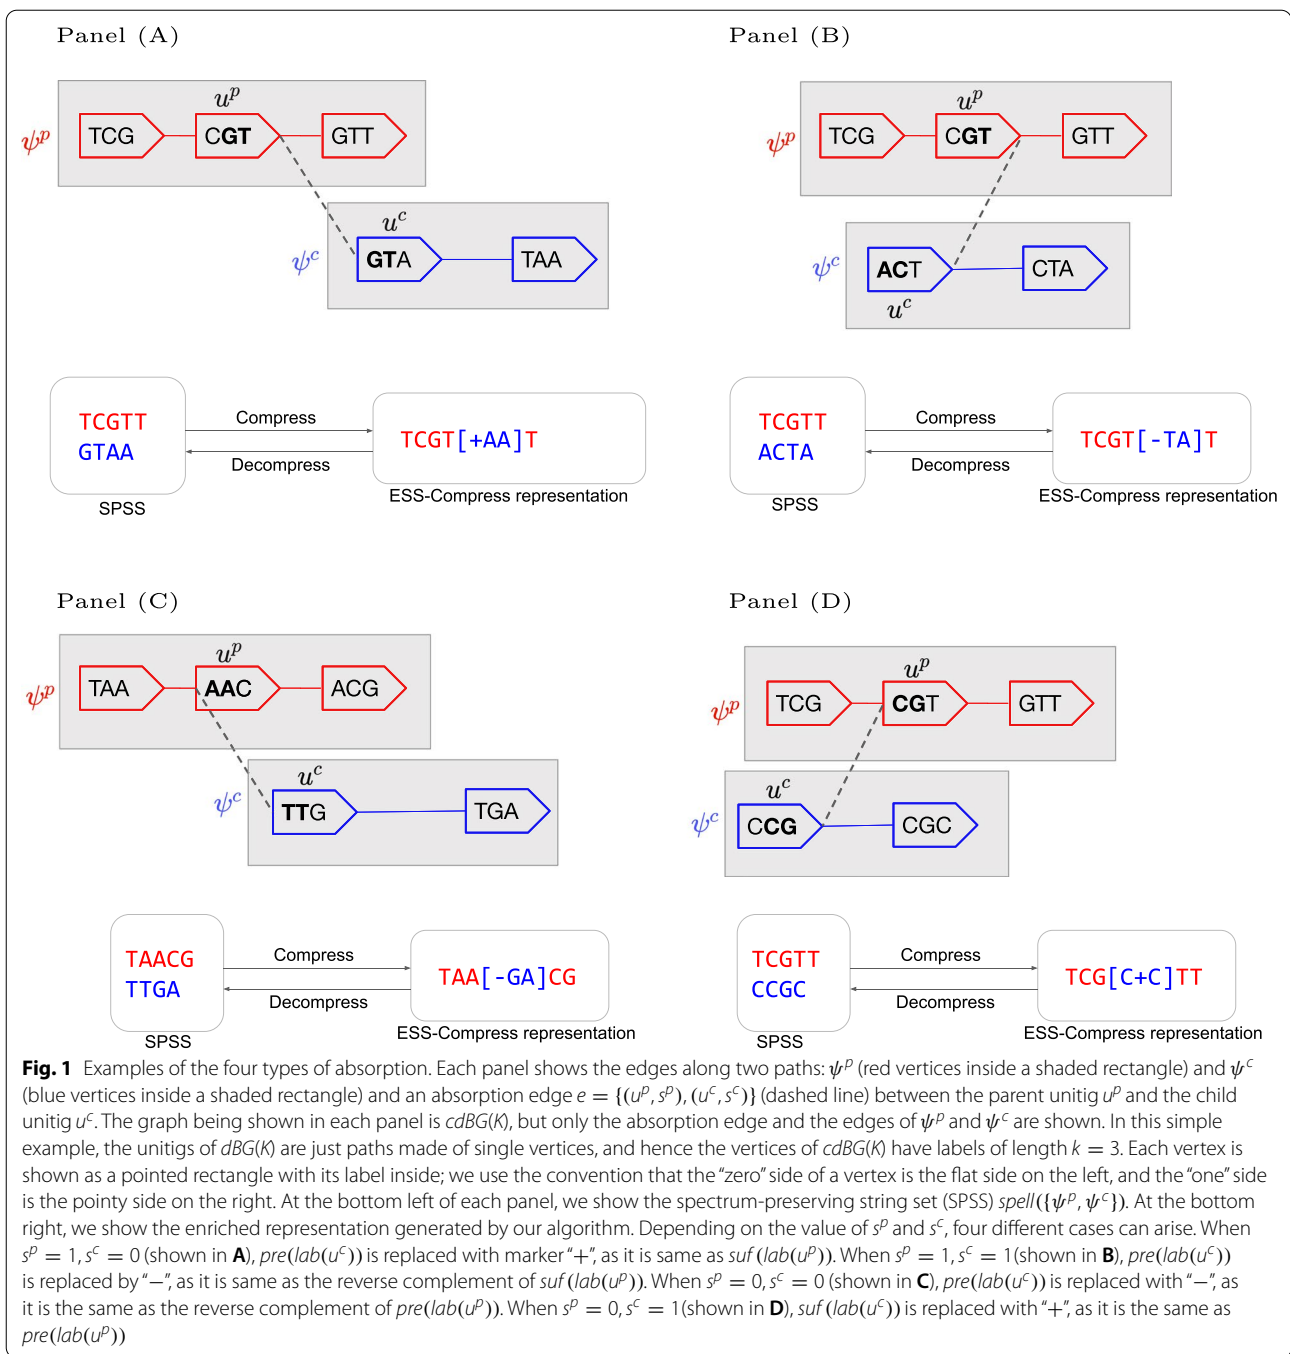 Panel (A)
ψᵖ
uᵖ
TCG
CGT
GTT
ψᶜ
uᶜ
GTA
TAA
TCGTT
GTAA
SPSS
Compress
Decompress
TCGT[+AA]T
ESS-Compress representation
Panel (B)
ψᵖ
uᵖ
TCG
CGT
GTT
ψᶜ
ACT
CTA
uᶜ
TCGTT
ACTA
SPSS
Compress
Decompress
TCGT[-TA]T
ESS-Compress representation
Panel (C)
ψᵖ
uᵖ
TAA
AAC
ACG
ψᶜ
uᶜ
TTG
TGA
TAACG
TTGA
SPSS
Compress
Decompress
TAA[-GA]CG
ESS-Compress representation
Panel (D)
ψᵖ
uᵖ
TCG
CGT
GTT
ψᶜ
uᶜ
CCG
CGC
TCGTT
CCGC
SPSS
Compress
Decompress
TCG[C+C]TT
ESS-Compress representation
Fig. 1 Examples of the four types of absorption. Each panel shows the edges along two paths: ψᵖ (red vertices inside a shaded rectangle) and ψᶜ
(blue vertices inside a shaded rectangle) and an absorption edge e = {(uᵖ, sᵖ), (uᶜ, sᶜ)} (dashed line) between the parent unitig uᵖ and the child
unitig uᶜ. The graph being shown in each panel is cdBG(K), but only the absorption edge and the edges of ψᵖ and ψᶜ are shown. In this simple
example, the unitigs of dBG(K) are just paths made of single vertices, and hence the vertices of cdBG(K) have labels of length k = 3. Each vertex is
shown as a pointed rectangle with its label inside; we use the convention that the “zero” side of a vertex is the flat side on the left, and the “one” side
is the pointy side on the right. At the bottom left of each panel, we show the spectrum-preserving string set (SPSS) spell({ψᵖ, ψᶜ}). At the bottom
right, we show the enriched representation generated by our algorithm. Depending on the value of sᵖ and sᶜ, four different cases can arise. When
sᵖ = 1, sᶜ = 0 (shown in A), pre(lab(uᶜ)) is replaced with marker “+”, as it is same as suf(lab(uᵖ)). When sᵖ = 1, sᶜ = 1(shown in B), pre(lab(uᶜ))
is replaced by “−”, as it is same as the reverse complement of suf(lab(uᵖ)). When sᵖ = 0, sᶜ = 0 (shown in C), pre(lab(uᶜ)) is replaced with “−”, as
it is the same as the reverse complement of pre(lab(uᵖ)). When sᵖ = 0, sᶜ = 1(shown in D), suf(lab(uᶜ)) is replaced with “+”, as it is the same as
pre(lab(uᵖ))